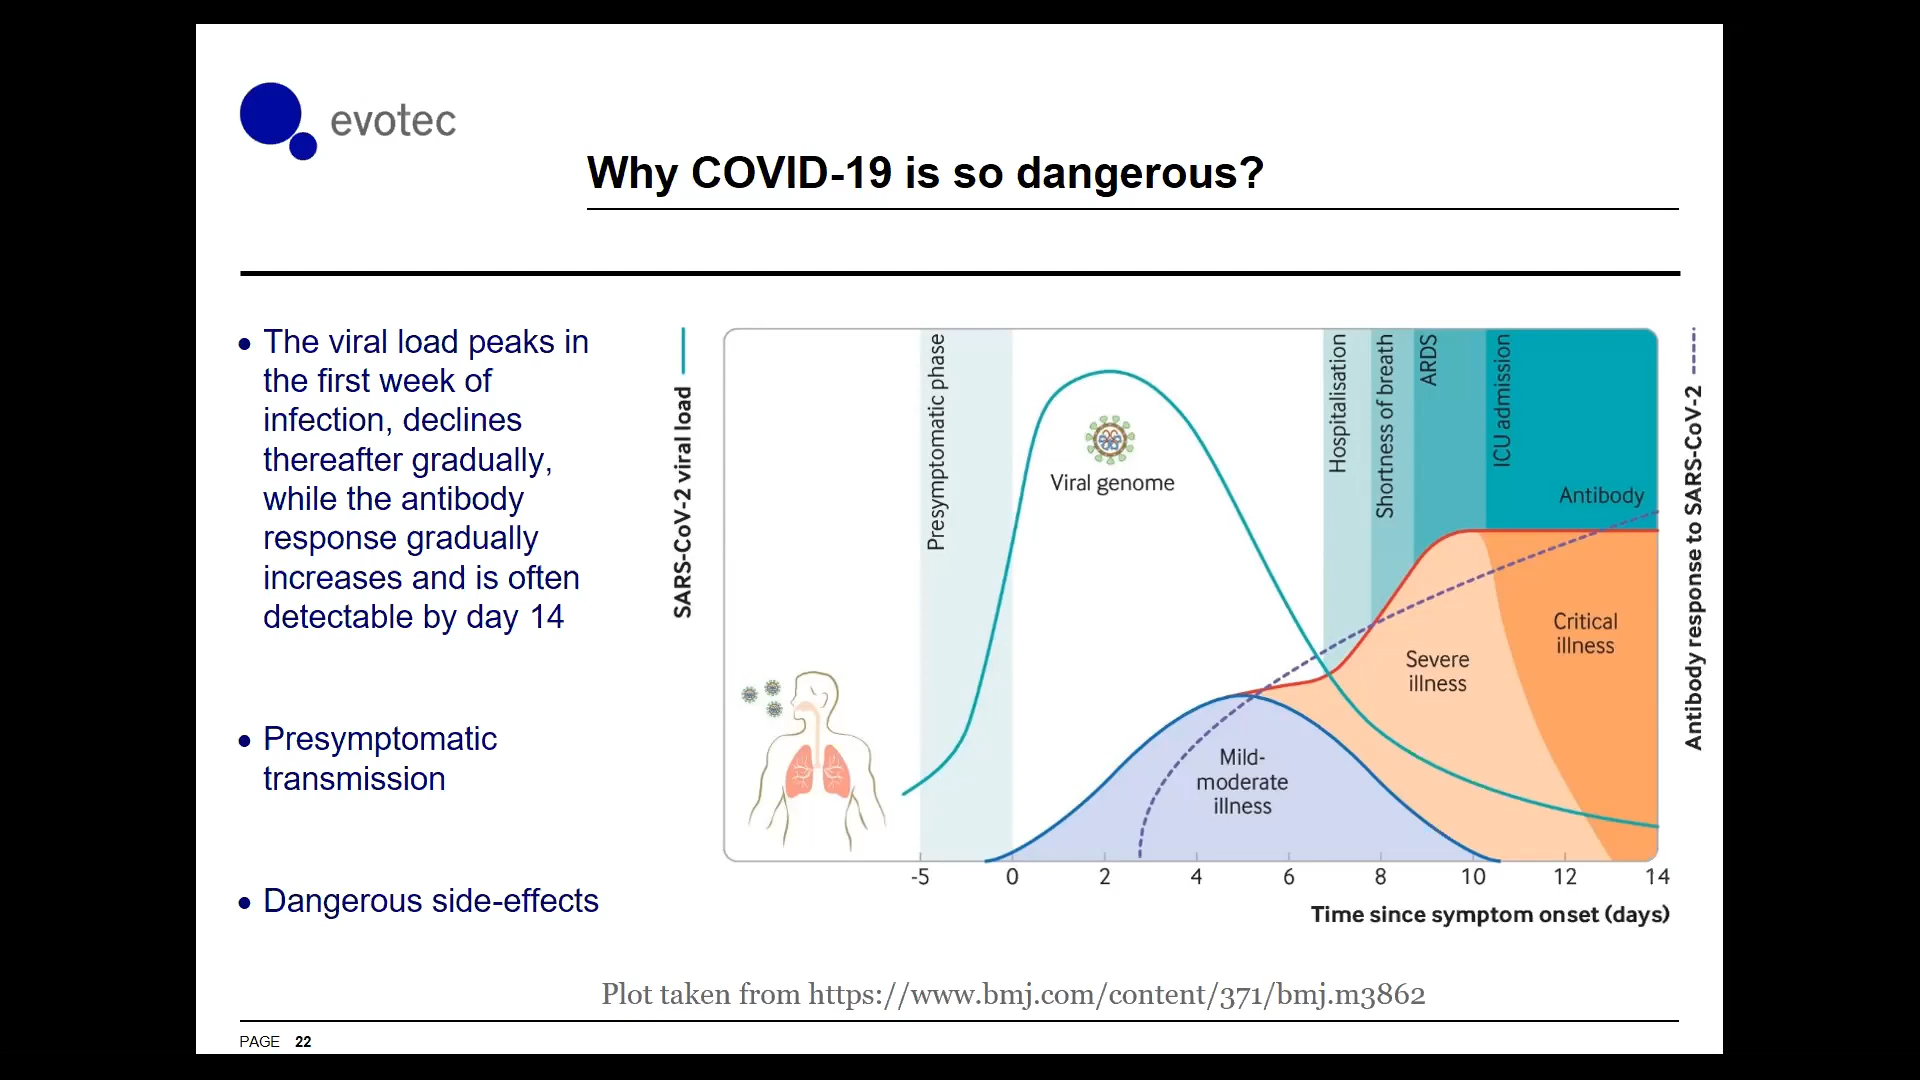 evotec
Why COVID-19 is so dangerous?
• The viral load peaks in
the first week of
infection, declines
thereafter gradually,
while the antibody
response gradually
increases and is often
detectable by day 14
• Presymptomatic
transmission
• Dangerous side-effects
SARS-CoV-2 viral load
Presymptomatic phase
Viral genome
Hospitalisation
Shortness of breath
ARDS
ICU admission
Antibody
Critical
illness
Severe
illness
Mild-
moderate
illness
Antibody response to SARS-CoV-2
-5 0 2 4 6 8 10 12 14
Time since symptom onset (days)
Plot taken from https://www.bmj.com/content/371/bmj.m3862
PAGE 22